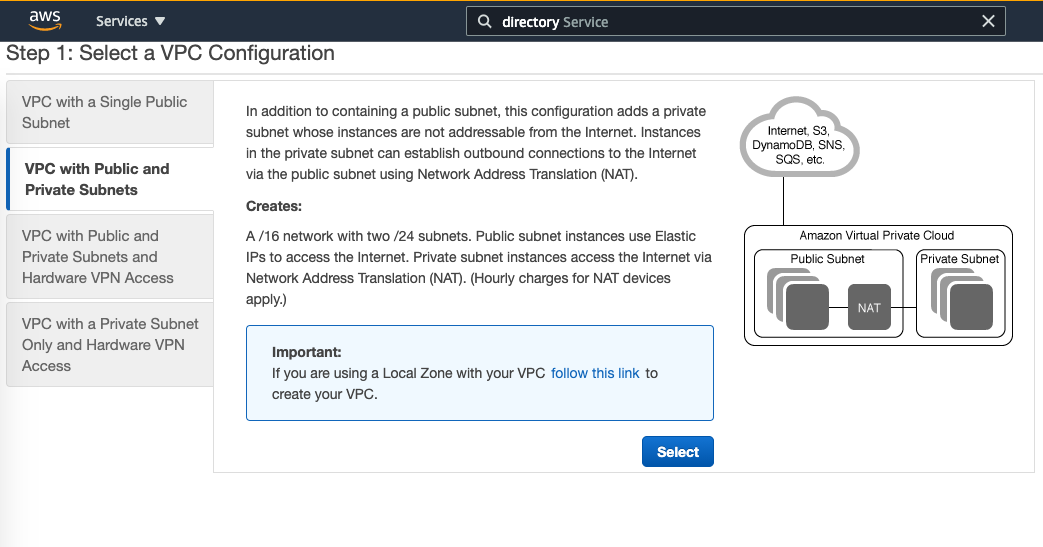 aws
Services ▼
directory Service
Step 1: Select a VPC Configuration
VPC with a Single Public
Subnet
VPC with Public and
Private Subnets
VPC with Public and
Private Subnets and
Hardware VPN Access
VPC with a Private Subnet
Only and Hardware VPN
Access
In addition to containing a public subnet, this configuration adds a private
subnet whose instances are not addressable from the Internet. Instances
in the private subnet can establish outbound connections to the Internet
via the public subnet using Network Address Translation (NAT).
Creates:
A /16 network with two /24 subnets. Public subnet instances use Elastic
IPs to access the Internet. Private subnet instances access the Internet via
Network Address Translation (NAT). (Hourly charges for NAT devices
apply.)
Important:
If you are using a Local Zone with your VPC follow this link to
create your VPC.
Select
Internet, S3,
DynamoDB, SNS,
SQS, etc.
Amazon Virtual Private Cloud
Public Subnet
Private Subnet
NAT